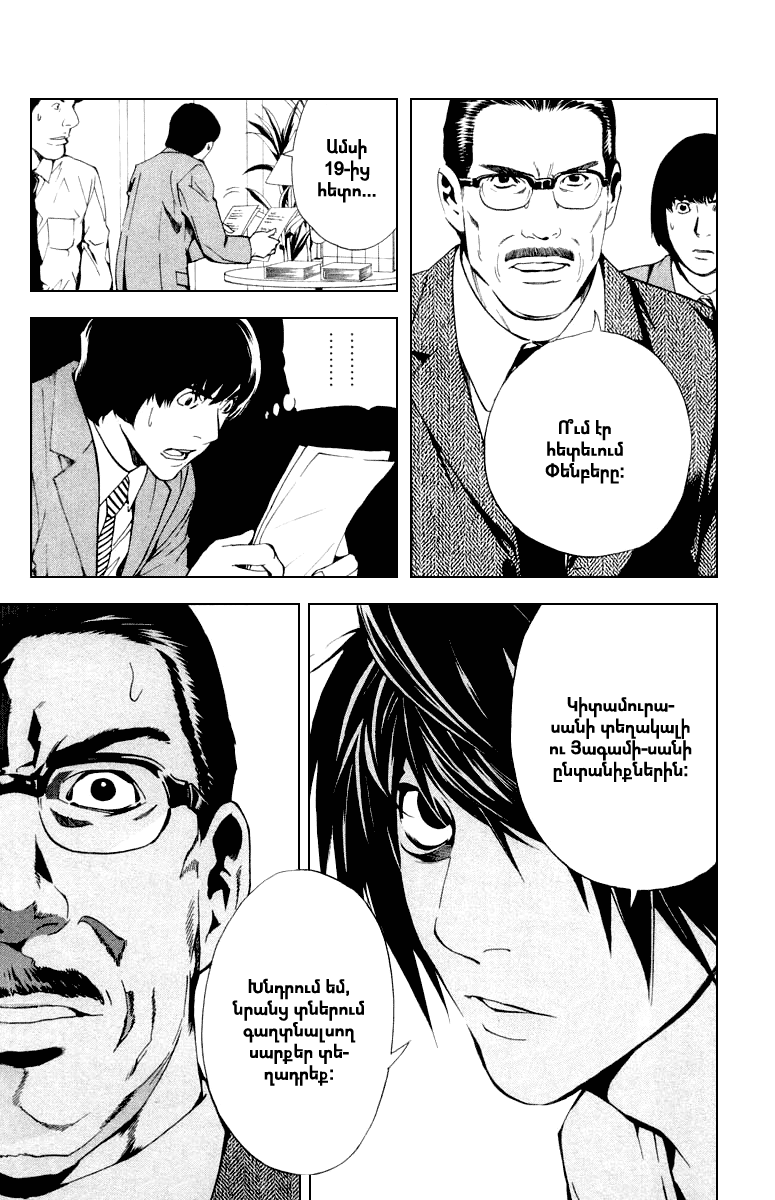 Ամսի
19-ից
հետո...
Ո՞ւմ էր
հետեւում
Փենբերը:
Կիտամուրա-
սանի տեղակալի
ու Յագամի-սանի
ընտանիքներին:
Խնդրում եմ,
նրանց տներում
գաղտնալսող
սարքեր տե-
ղադրեք: